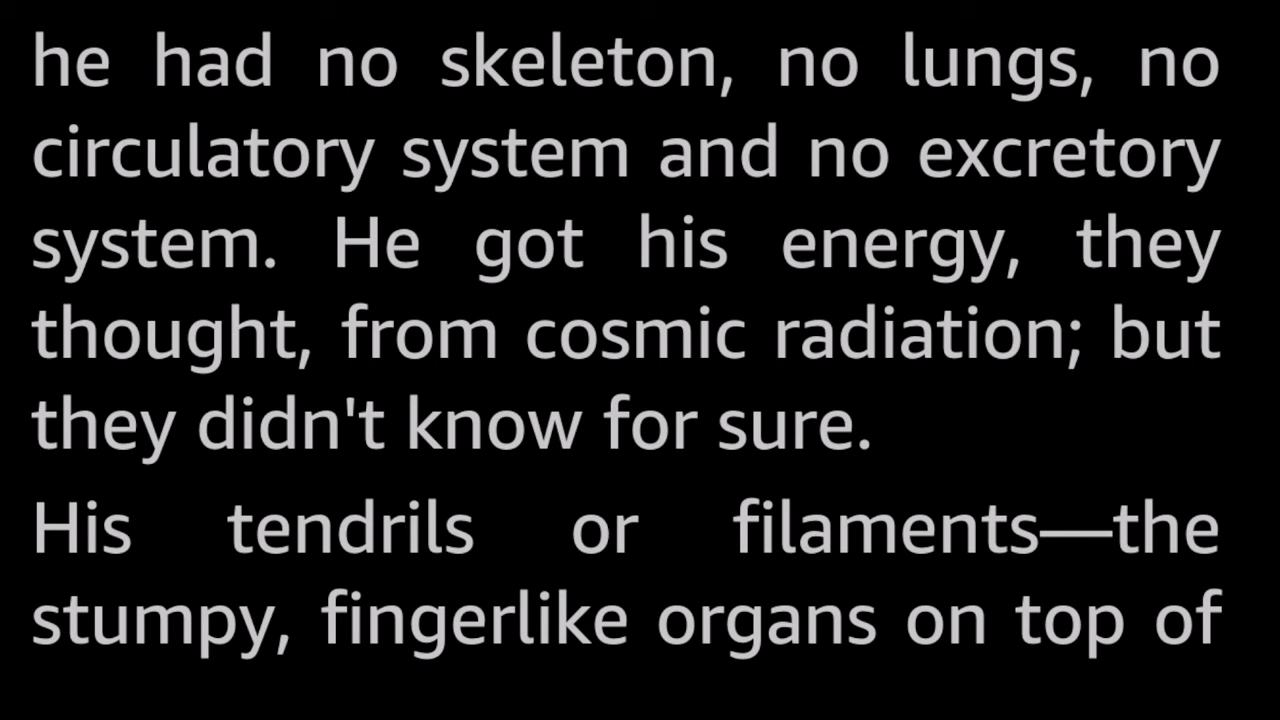 he had no skeleton, no lungs, no
circulatory system and no excretory
system. He got his energy, they
thought, from cosmic radiation; but
they didn't know for sure.
His tendrils or filaments—the
stumpy, fingerlike organs on top of